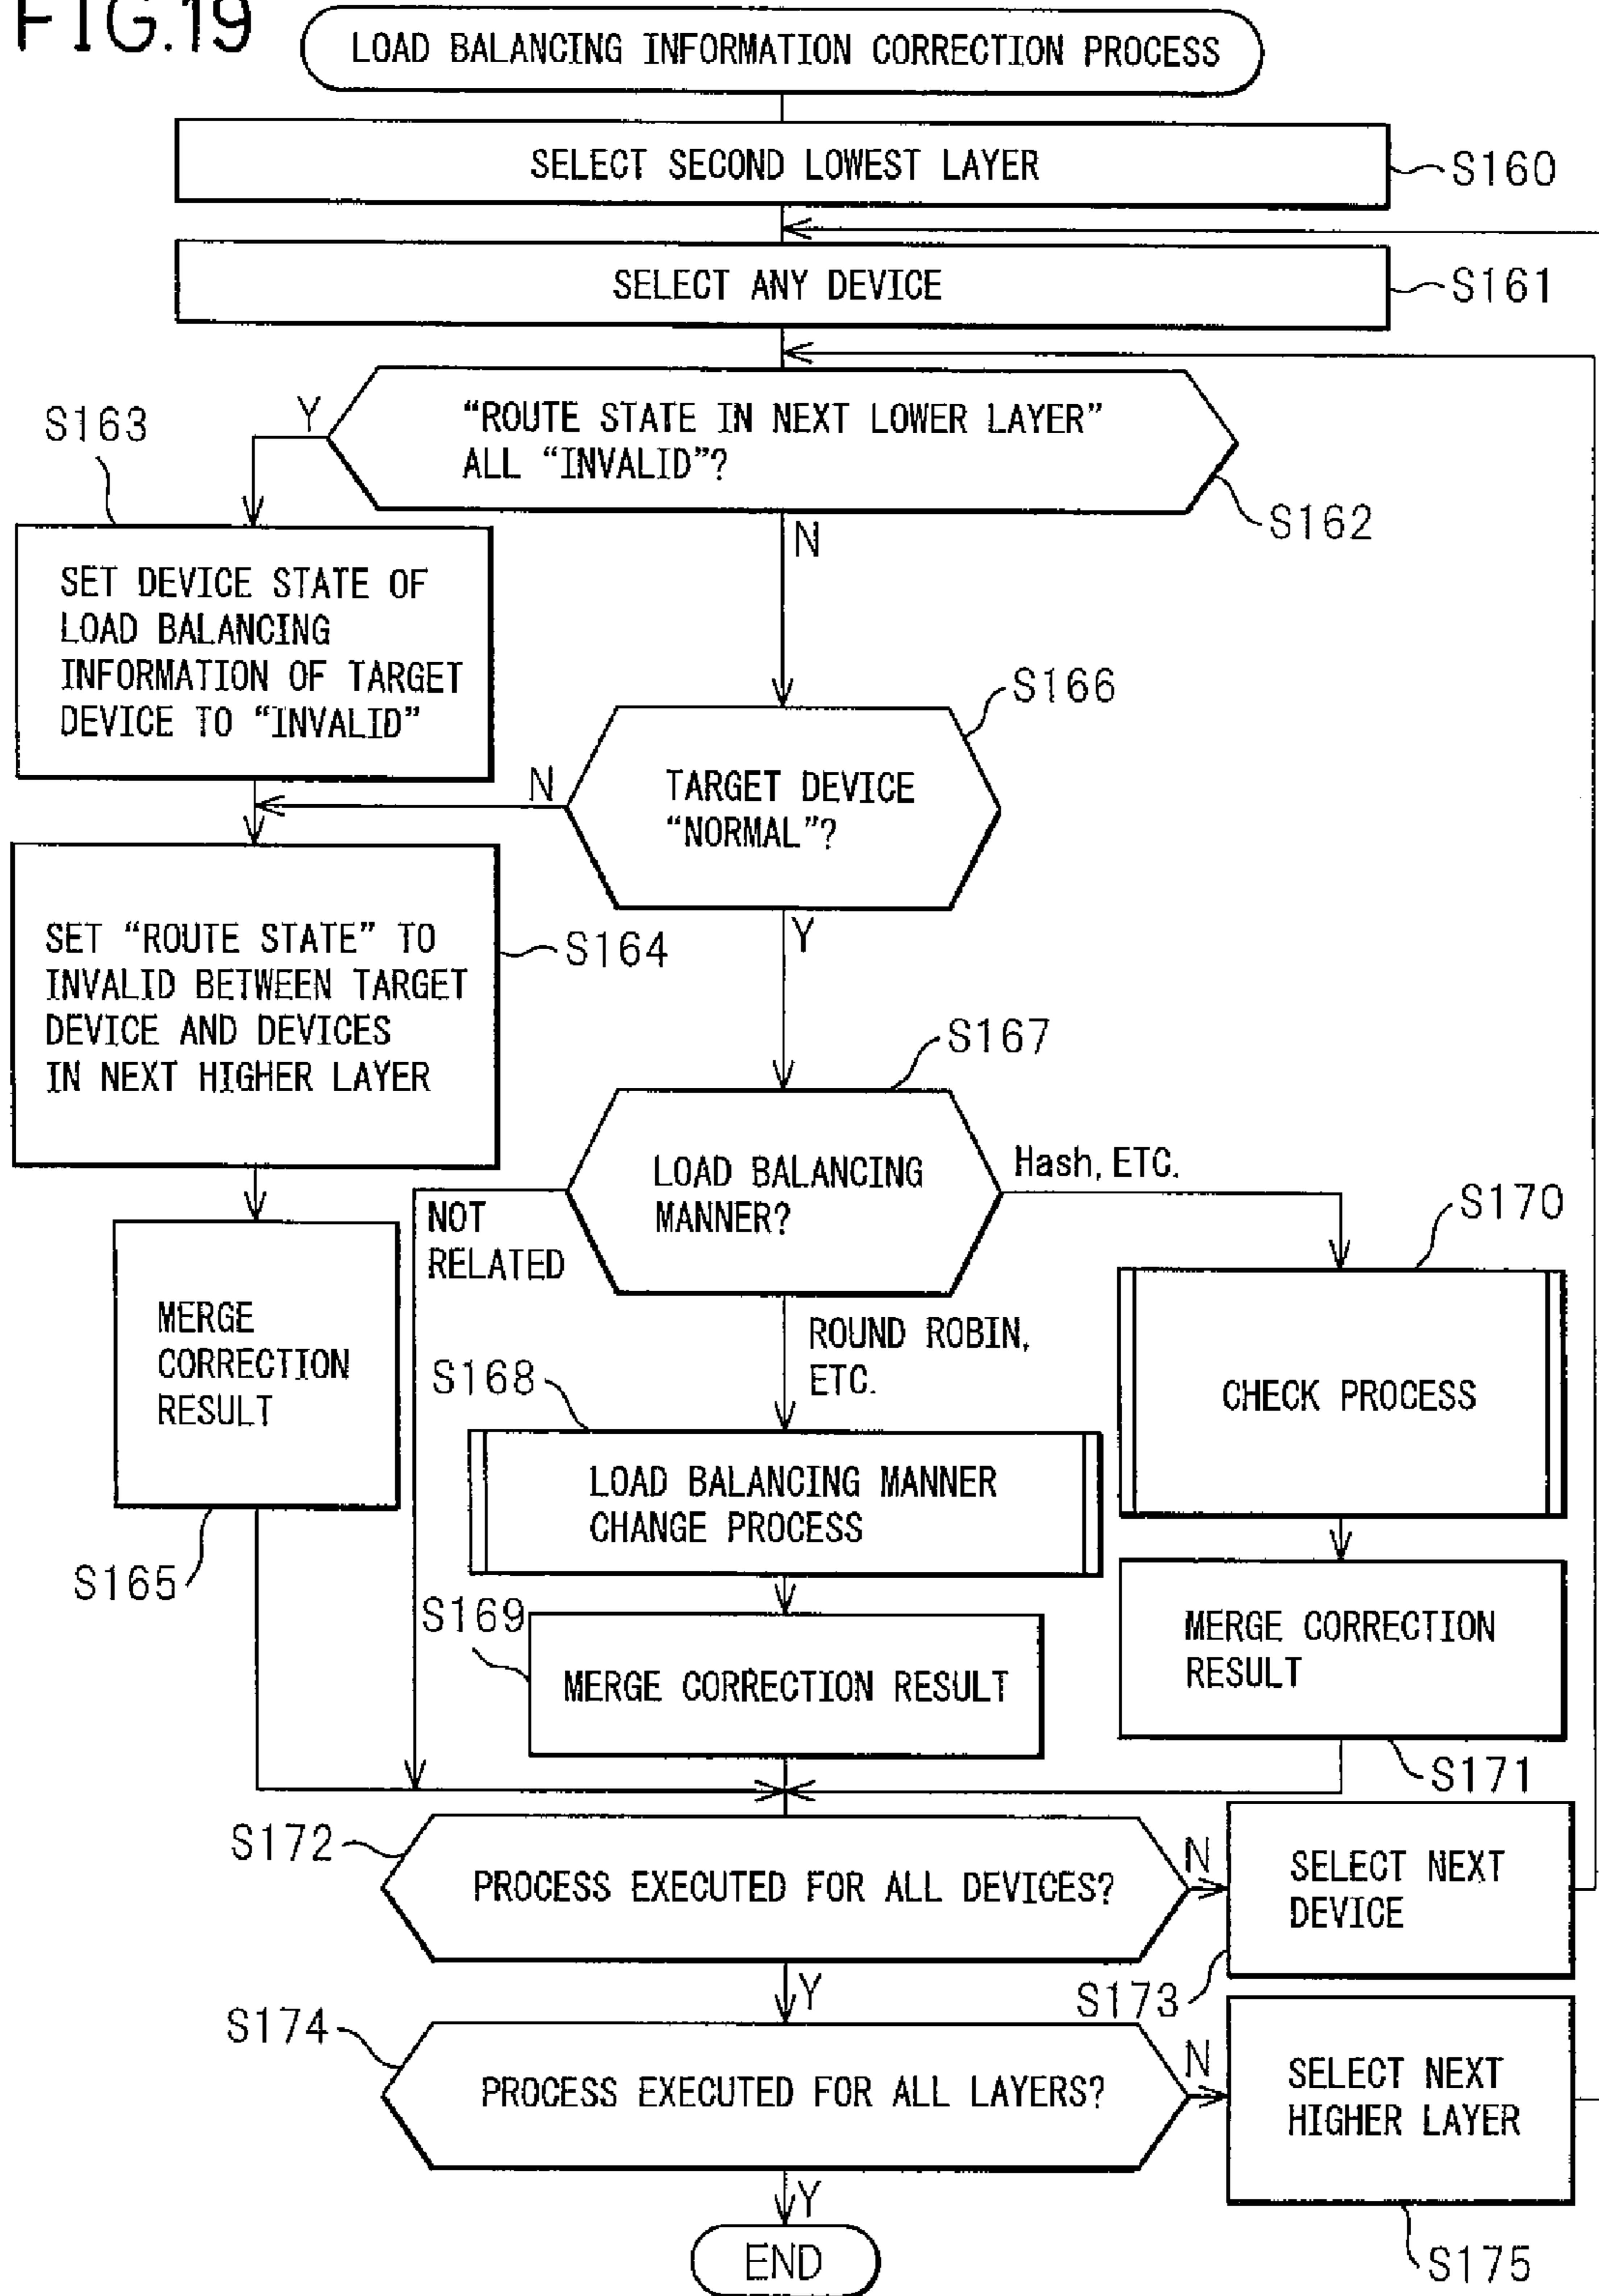 FIG.19
LOAD BALANCING INFORMATION CORRECTION PROCESS
SELECT SECOND LOWEST LAYER
S160
SELECT ANY DEVICE
S161
Y
“ROUTE STATE IN NEXT LOWER LAYER”
ALL “INVALID”?
S162
N
S163
SET DEVICE STATE OF
LOAD BALANCING
INFORMATION OF TARGET
DEVICE TO “INVALID”
S166
N
TARGET DEVICE
“NORMAL”?
Y
SET “ROUTE STATE” TO
INVALID BETWEEN TARGET
DEVICE AND DEVICES
IN NEXT HIGHER LAYER
S164
S167
LOAD BALANCING
MANNER?
Hash, ETC.
NOT
RELATED
ROUND ROBIN,
ETC.
S170
CHECK PROCESS
MERGE
CORRECTION
RESULT
S165
S168
LOAD BALANCING MANNER
CHANGE PROCESS
S169
MERGE CORRECTION RESULT
MERGE CORRECTION
RESULT
S171
S172
PROCESS EXECUTED FOR ALL DEVICES?
N
SELECT NEXT
DEVICE
S173
Y
S174
PROCESS EXECUTED FOR ALL LAYERS?
N
SELECT NEXT
HIGHER LAYER
S175
Y
END